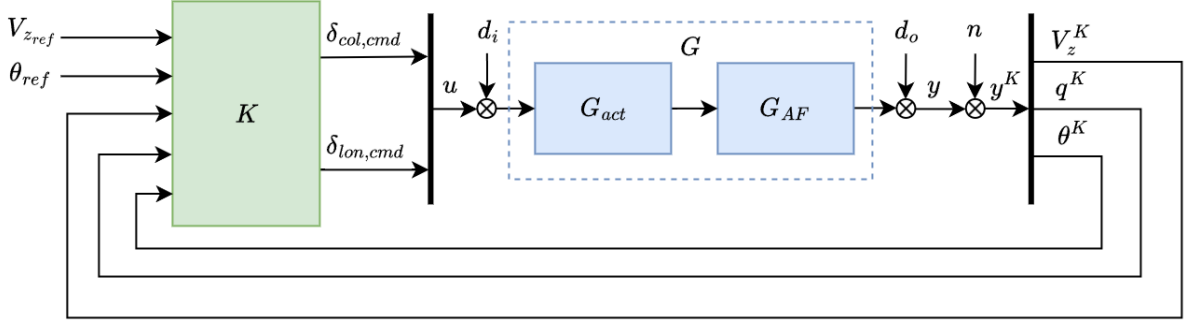 V_{z_{ref}}
θ_{ref}
K
δ_{col,cmd}
δ_{lon,cmd}
u
d_i
G
G_{act}
G_{AF}
d_o
y
n
y^K
V_z^K
q^K
θ^K